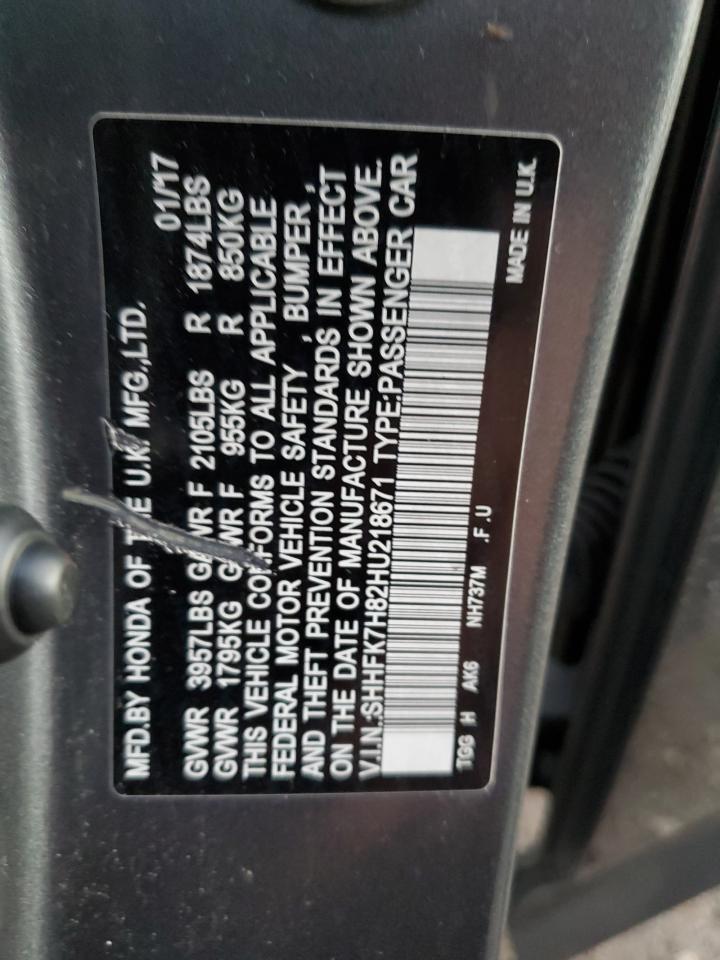 MFD.BY HONDA OF THE U.K. MFG.,LTD. 01/17
GVWR 3957LBS GAWR F 2105LBS R 1874LBS
GVWR 1795KG GAWR F 955KG R 850KG
THIS VEHICLE CONFORMS TO ALL APPLICABLE
FEDERAL MOTOR VEHICLE SAFETY , BUMPER ,
AND THEFT PREVENTION STANDARDS IN EFFECT
ON THE DATE OF MANUFACTURE SHOWN ABOVE.
V.I.N.:SHHFK7H82HU218671 TYPE:PASSENGER CAR
TGG H AK6 NH737M .F .U
MADE IN U.K.